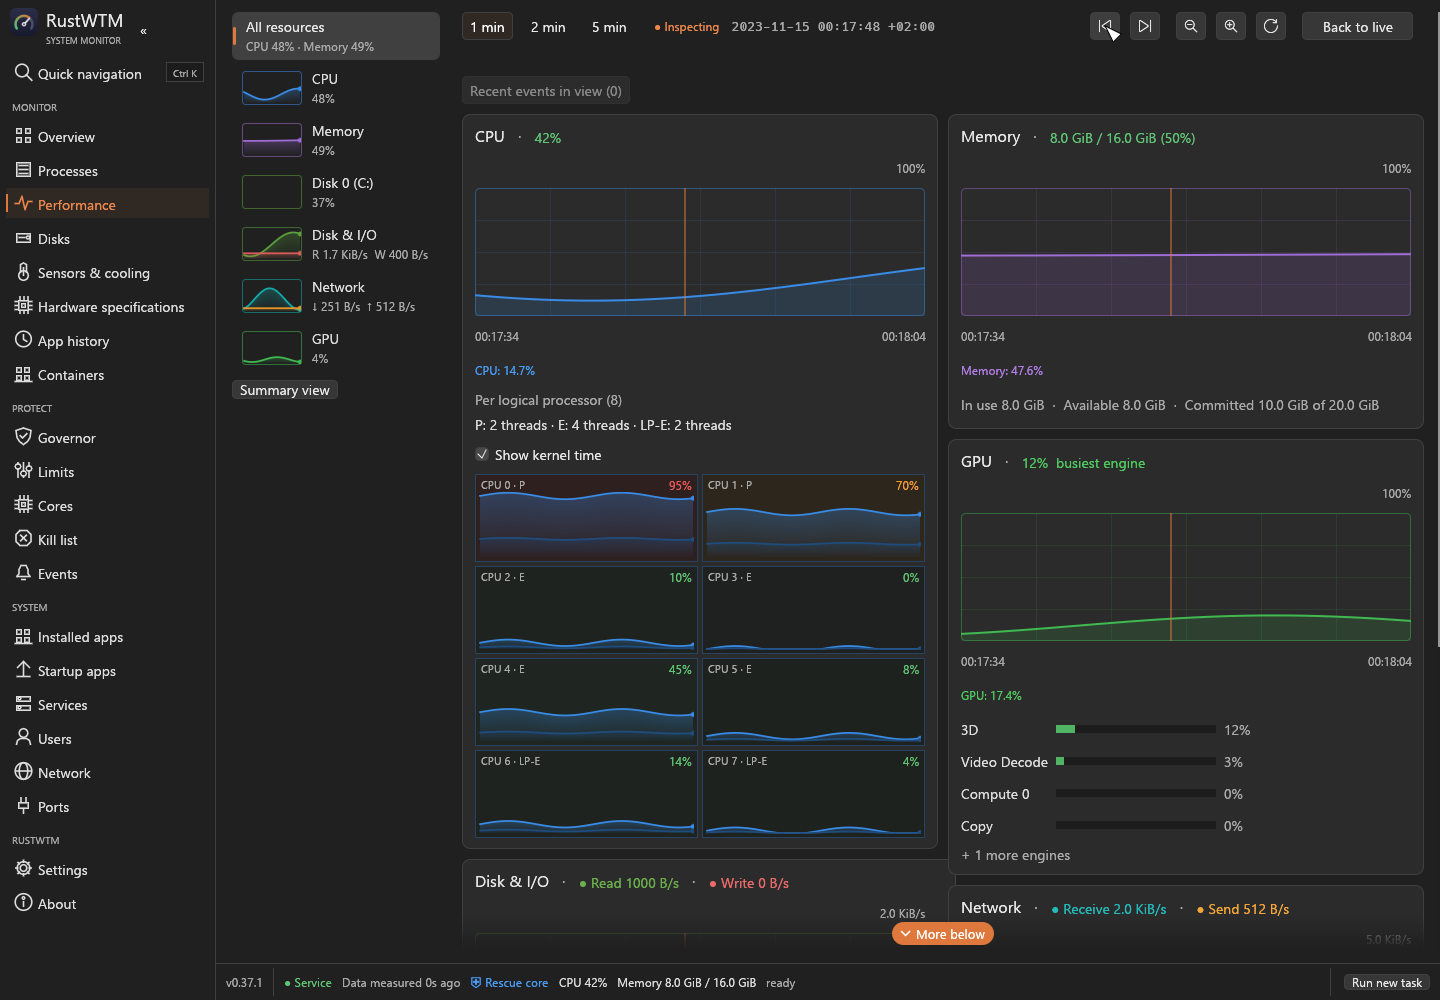 RustWTM
SYSTEM MONITOR
«
Quick navigation
Ctrl K
MONITOR
Overview
Processes
Performance
Disks
Sensors & cooling
Hardware specifications
App history
Containers
PROTECT
Governor
Limits
Cores
Kill list
Events
SYSTEM
Installed apps
Startup apps
Services
Users
Network
Ports
RUSTWTM
Settings
About
All resources
CPU 48% · Memory 49%
CPU
48%
Memory
49%
Disk 0 (C:)
37%
Disk & I/O
R 1.7 KiB/s W 400 B/s
Network
↓ 251 B/s ↑ 512 B/s
GPU
4%
Summary view
1 min
2 min
5 min
● Inspecting
2023-11-15 00:17:48 +02:00
Back to live
Recent events in view (0)
CPU · 42%
100%
00:17:34
00:18:04
CPU: 14.7%
Per logical processor (8)
P: 2 threads · E: 4 threads · LP-E: 2 threads
Show kernel time
CPU 0 · P
95%
CPU 1 · P
70%
CPU 2 · E
10%
CPU 3 · E
0%
CPU 4 · E
45%
CPU 5 · E
8%
CPU 6 · LP-E
14%
CPU 7 · LP-E
4%
Disk & I/O · ● Read 1000 B/s · ● Write 0 B/s
2.0 KiB/s
Memory · 8.0 GiB / 16.0 GiB (50%)
100%
00:17:34
00:18:04
Memory: 47.6%
In use 8.0 GiB · Available 8.0 GiB · Committed 10.0 GiB of 20.0 GiB
GPU · 12% busiest engine
100%
00:17:34
00:18:04
GPU: 17.4%
3D
12%
Video Decode
3%
Compute 0
0%
Copy
0%
+ 1 more engines
Network · ● Receive 2.0 KiB/s · ● Send 512 B/s
5.0 KiB/s
More below
v0.37.1
● Service
Data measured 0s ago
Rescue core
CPU 42%
Memory 8.0 GiB / 16.0 GiB
ready
Run new task